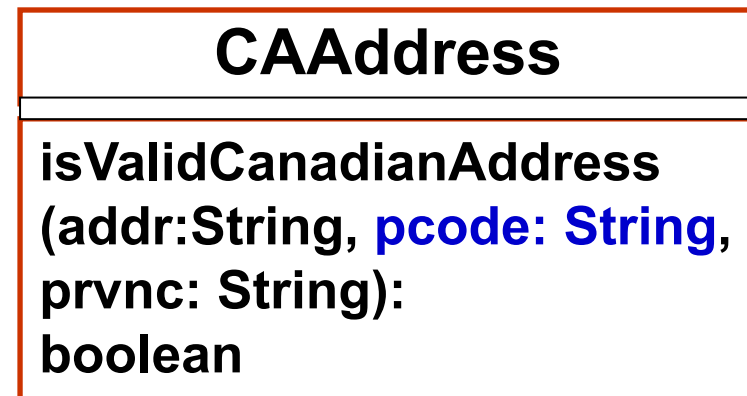 CAAddress
isValidCanadianAddress
(addr:String, pcode: String,
prvnc: String):
boolean